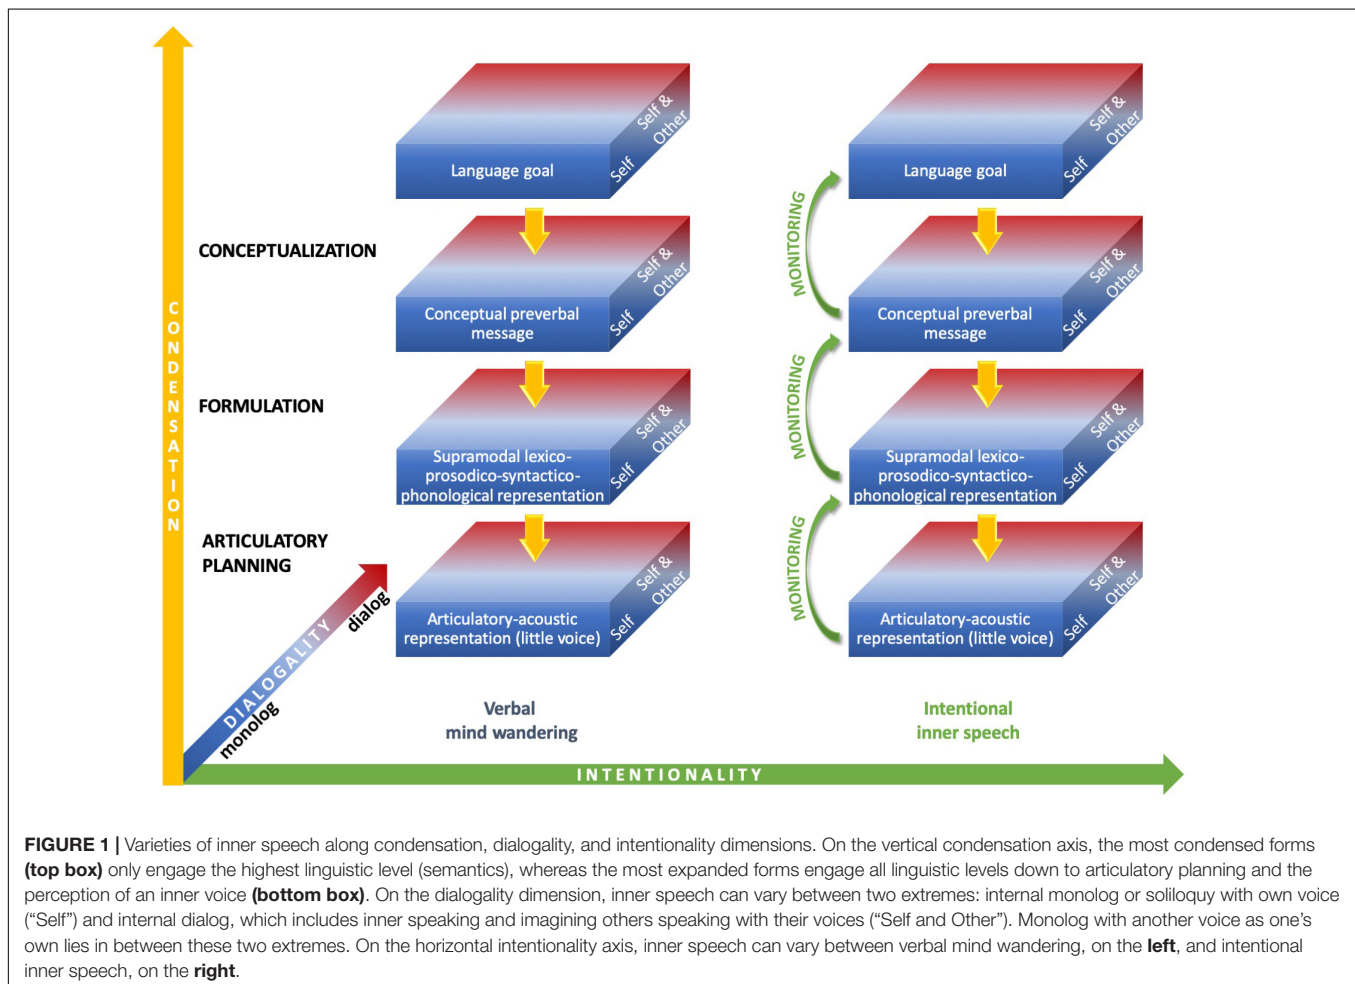 Self &
Other
Self
Language goal
Self &
Other
Self
Language goal
CONCEPTUALIZATION
MONITORING
Self &
Other
Self
Conceptual preverbal
message
Self &
Other
Self
Conceptual preverbal
message
CONDENSATION
FORMULATION
MONITORING
Self &
Other
Self
Supramodal lexico-
prosodico-syntactico-
phonological representation
Self &
Other
Self
Supramodal lexico-
prosodico-syntactico-
phonological representation
ARTICULATORY
PLANNING
MONITORING
Self &
Other
Self
Articulatory-acoustic
representation (little voice)
Self &
Other
Self
Articulatory-acoustic
representation (little voice)
dialog
DIALOGALITY
monolog
Verbal
mind wandering
Intentional
inner speech
INTENTIONALITY
FIGURE 1 | Varieties of inner speech along condensation, dialogality, and intentionality dimensions. On the vertical condensation axis, the most condensed forms
(top box) only engage the highest linguistic level (semantics), whereas the most expanded forms engage all linguistic levels down to articulatory planning and the
perception of an inner voice (bottom box). On the dialogality dimension, inner speech can vary between two extremes: internal monolog or soliloquy with own voice
(“Self”) and internal dialog, which includes inner speaking and imagining others speaking with their voices (“Self and Other”). Monolog with another voice as one’s
own lies in between these two extremes. On the horizontal intentionality axis, inner speech can vary between verbal mind wandering, on the left, and intentional
inner speech, on the right.